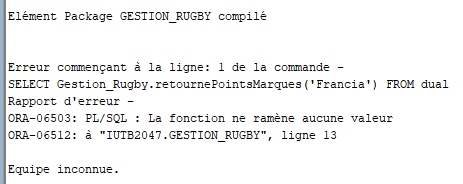 Elément Package GESTION_RUGBY compilé
Erreur commençant à la ligne: 1 de la commande -
SELECT Gestion_Rugby.retournePointsMarques('Francia') FROM dual
Rapport d'erreur -
ORA-06503: PL/SQL : La fonction ne ramène aucune valeur
ORA-06512: à "IUTB2047.GESTION_RUGBY", ligne 13
Equipe inconnue.